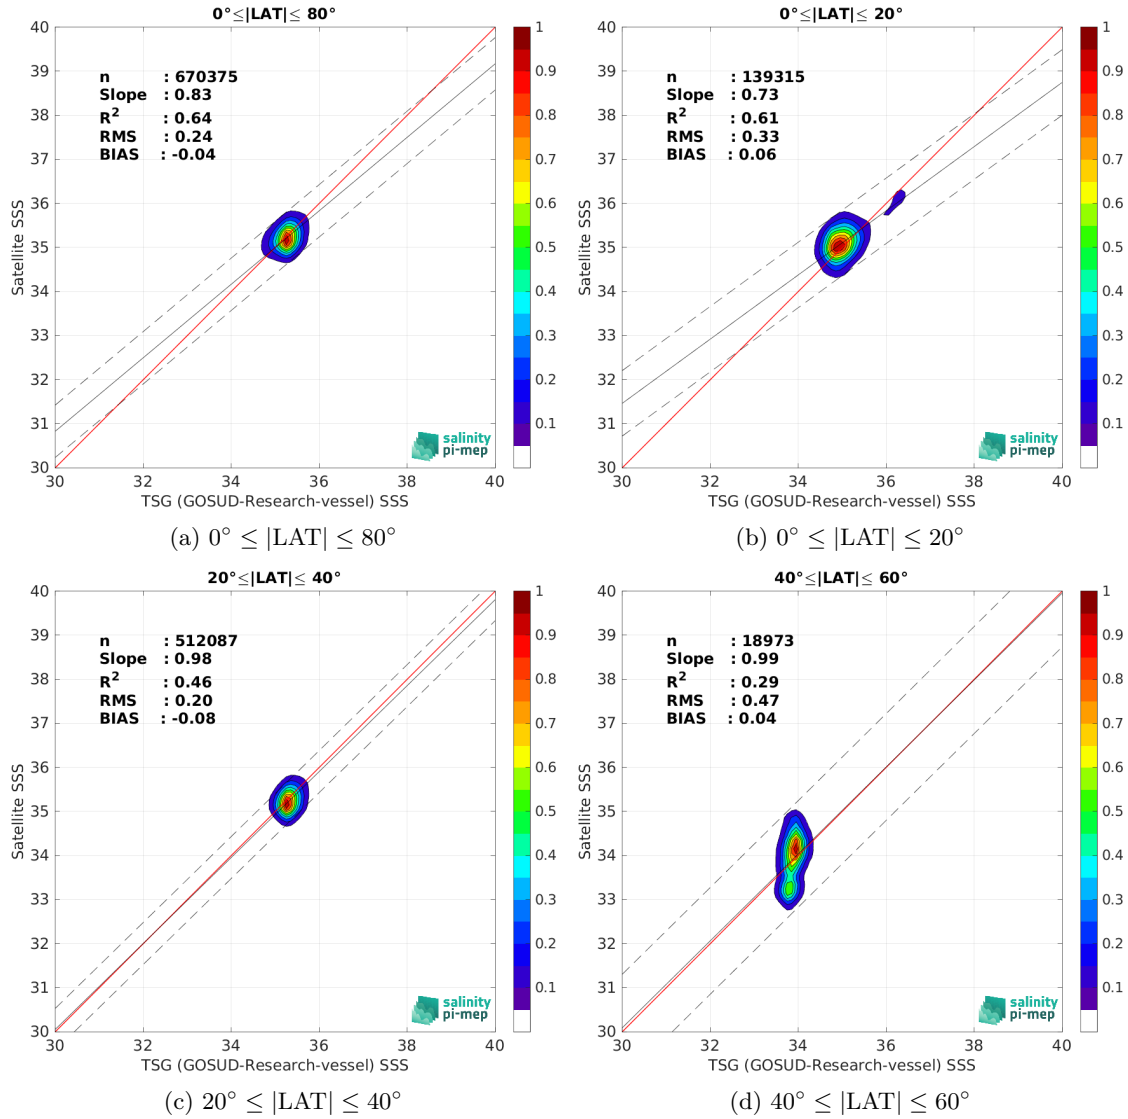 0°≤|LAT|≤ 80°
40
39
38
37
36
35
34
33
32
31
30
Satellite SSS
n : 670375
Slope : 0.83
R² : 0.64
RMS : 0.24
BIAS : -0.04
salinity
pi-mep
30 32 34 36 38 40
TSG (GOSUD-Research-vessel) SSS
1
0.9
0.8
0.7
0.6
0.5
0.4
0.3
0.2
0.1
(a) 0° ≤ |LAT| ≤ 80°
0°≤|LAT|≤ 20°
40
39
38
37
36
35
34
33
32
31
30
Satellite SSS
n : 139315
Slope : 0.73
R² : 0.61
RMS : 0.33
BIAS : 0.06
salinity
pi-mep
30 32 34 36 38 40
TSG (GOSUD-Research-vessel) SSS
1
0.9
0.8
0.7
0.6
0.5
0.4
0.3
0.2
0.1
(b) 0° ≤ |LAT| ≤ 20°
20°≤|LAT|≤ 40°
40
39
38
37
36
35
34
33
32
31
30
Satellite SSS
n : 512087
Slope : 0.98
R² : 0.46
RMS : 0.20
BIAS : -0.08
salinity
pi-mep
30 32 34 36 38 40
TSG (GOSUD-Research-vessel) SSS
1
0.9
0.8
0.7
0.6
0.5
0.4
0.3
0.2
0.1
(c) 20° ≤ |LAT| ≤ 40°
40°≤|LAT|≤ 60°
40
39
38
37
36
35
34
33
32
31
30
Satellite SSS
n : 18973
Slope : 0.99
R² : 0.29
RMS : 0.47
BIAS : 0.04
salinity
pi-mep
30 32 34 36 38 40
TSG (GOSUD-Research-vessel) SSS
1
0.9
0.8
0.7
0.6
0.5
0.4
0.3
0.2
0.1
(d) 40° ≤ |LAT| ≤ 60°